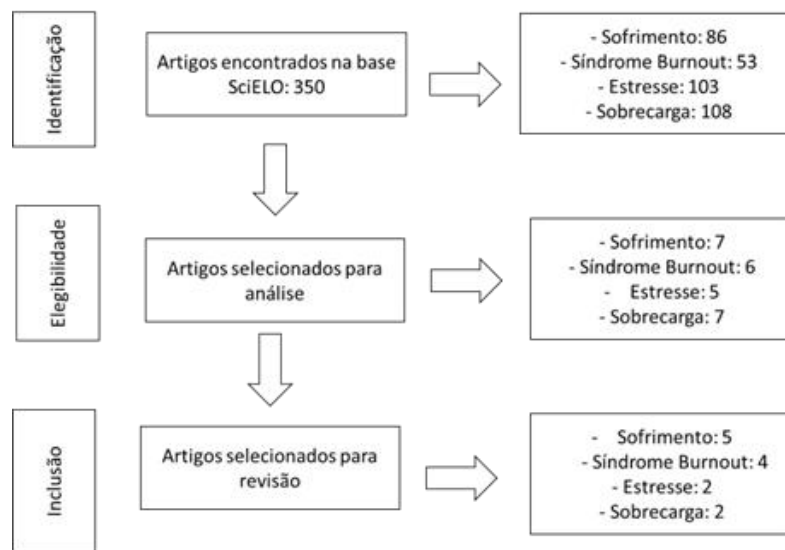 Identificação
Artigos encontrados na base
SciELO: 350
- Sofrimento: 86
- Síndrome Burnout: 53
- Estresse: 103
- Sobrecarga: 108
Elegibilidade
Artigos selecionados para
análise
- Sofrimento: 7
- Síndrome Burnout: 6
- Estresse: 5
- Sobrecarga: 7
Inclusão
Artigos selecionados para
revisão
- Sofrimento: 5
- Síndrome Burnout: 4
- Estresse: 2
- Sobrecarga: 2